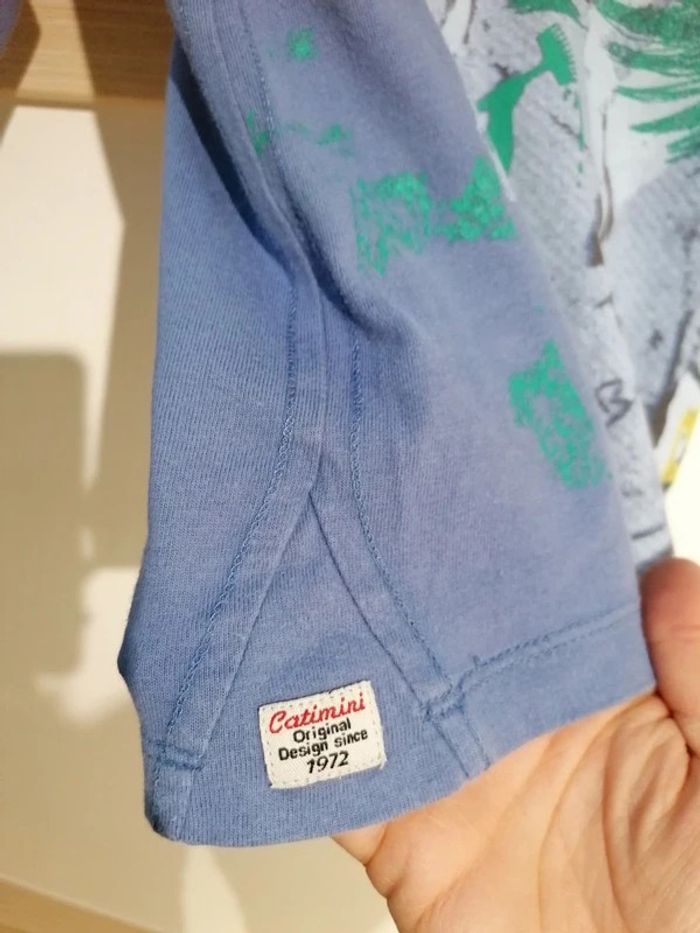 Catimini
Original
Design since
1972